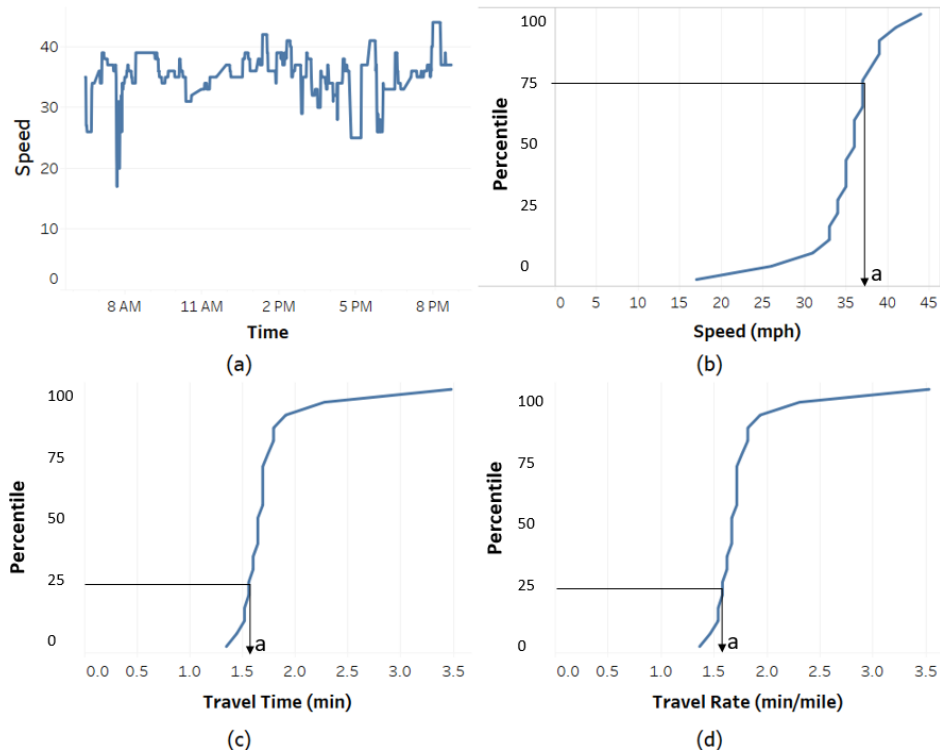 40
30
20
10
0
Speed
8 AM 11 AM 2 PM 5 PM 8 PM
Time
(a)
100
75
50
25
0
Percentile
a
0 5 10 15 20 25 30 35 40 45
Speed (mph)
(b)
100
75
50
25
0
Percentile
a
0.0 0.5 1.0 1.5 2.0 2.5 3.0 3.5
Travel Time (min)
(c)
100
75
50
25
0
Percentile
a
0.0 0.5 1.0 1.5 2.0 2.5 3.0 3.5
Travel Rate (min/mile)
(d)